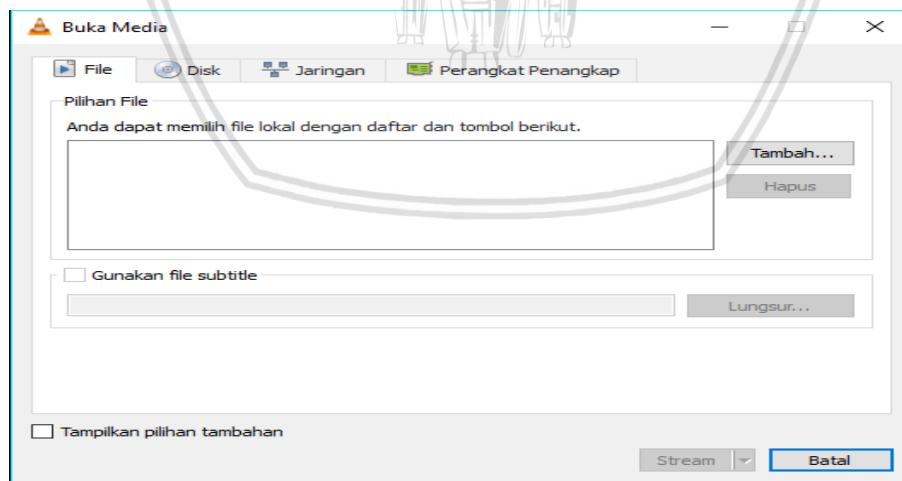 Buka Media
File Disk Jaringan Perangkat Penangkap
Pilihan File
Anda dapat memilih file lokal dengan daftar dan tombol berikut.
Tambah...
Hapus
Gunakan file subtitle
Lungsur...
Tampilkan pilihan tambahan
Stream Batal